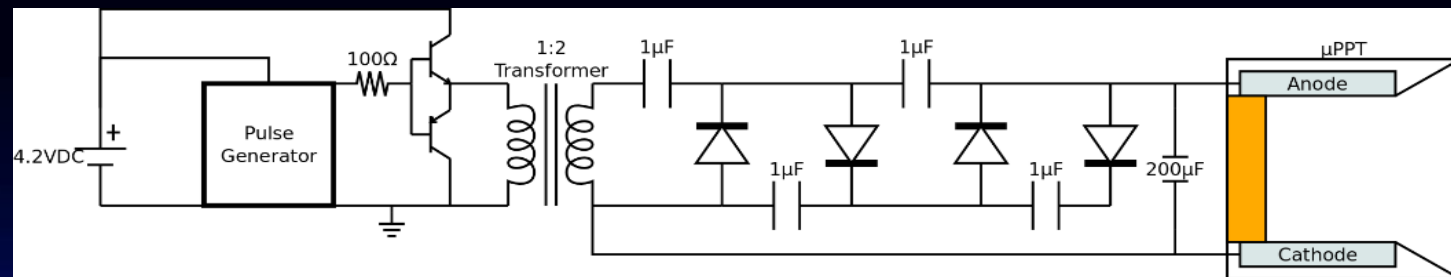 1µF
1µF
µPPT
100Ω
1:2
Transformer
Anode
+
Pulse
Generator
4.2VDC
1µF
1µF
200µF
Cathode